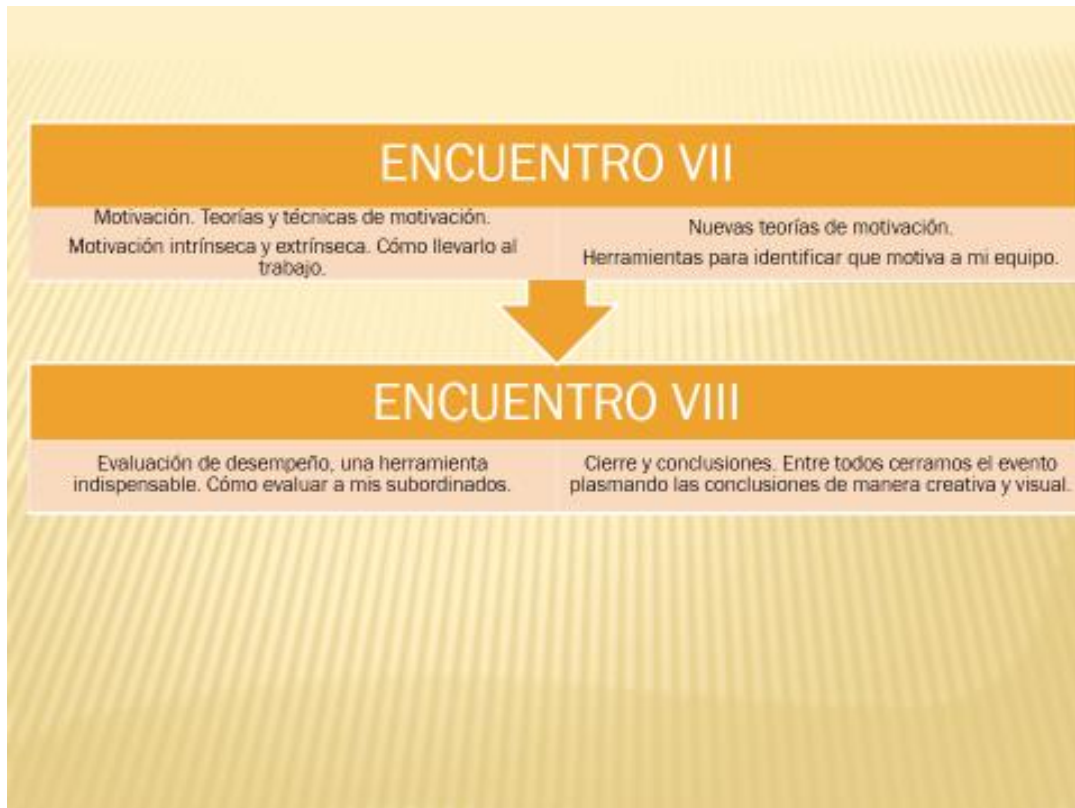 ENCUENTRO VII
Motivación. Teorías y técnicas de motivación.
Motivación intrínseca y extrínseca. Cómo llevarlo al
trabajo.
Nuevas teorías de motivación.
Herramientas para identificar que motiva a mi equipo.
ENCUENTRO VIII
Evaluación de desempeño, una herramienta
indispensable. Cómo evaluar a mis subordinados.
Cierre y conclusiones. Entre todos cerramos el evento
plasmando las conclusiones de manera creativa y visual.